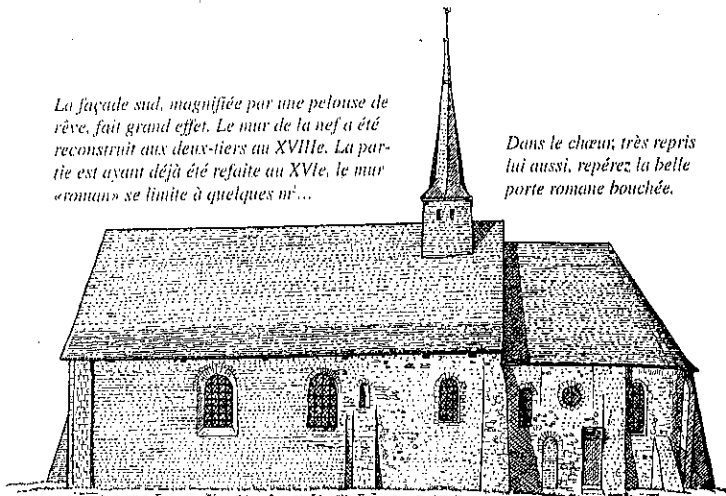 La façade sud, magnifiée par une pelouse de
rêve, fait grand effet. Le mur de la nef a été
reconstruit aux deux-tiers au XVIIIe. La par-
tie est ayant déjà été refaite au XVIe, le mur
«roman» se limite à quelques m²...
Dans le chœur, très repris
lui aussi, repérez la belle
porte romane bouchée.